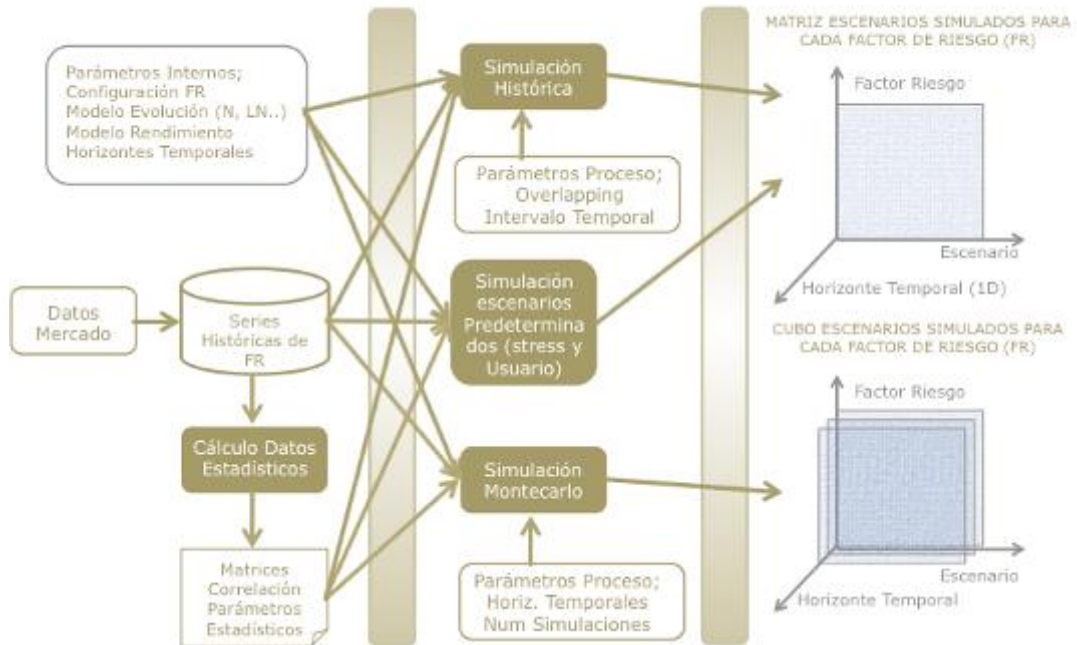 Parámetros Internos;
Configuración FR
Modelo Evolución (N, LN..)
Modelo Rendimiento
Horizontes Temporales
Datos
Mercado
Series
Históricas de
FR
Cálculo Datos
Estadísticos
Matrices
Correlación
Parámetros
Estadísticos
Simulación
Histórica
Parámetros Proceso;
Overlapping
Intervalo Temporal
Simulación
escenarios
Predetermina
dos (stress y
Usuario)
Simulación
Montecarlo
Parámetros Proceso;
Horiz. Temporales
Num Simulaciones
MATRIZ ESCENARIOS SIMULADOS PARA
CADA FACTOR DE RIESGO (FR)
Factor Riesgo
Escenario
Horizonte Temporal (1D)
CUBO ESCENARIOS SIMULADOS PARA
CADA FACTOR DE RIESGO (FR)
Factor Riesgo
Escenario
Horizonte Temporal